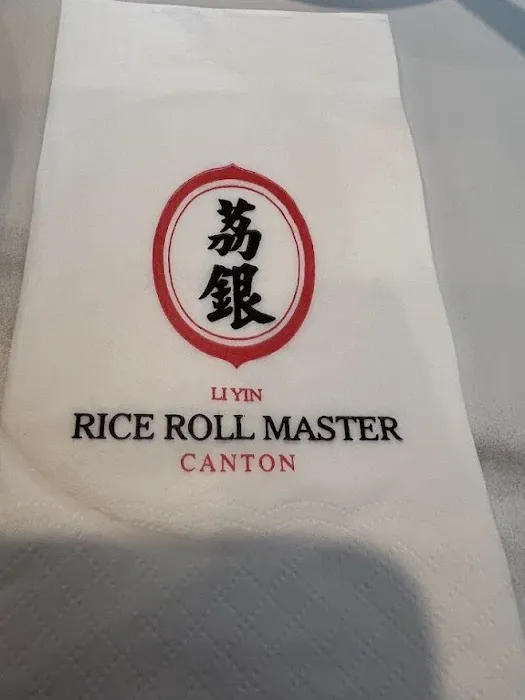 荔
銀
LI YIN
RICE ROLL MASTER
CANTON